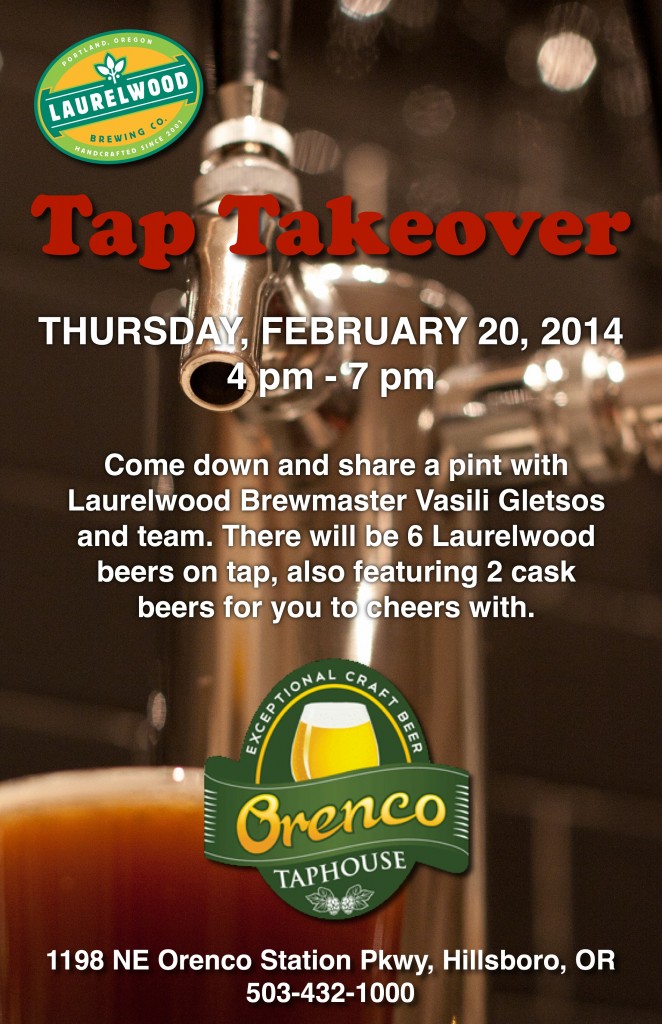 PORTLAND, OREGON
LAURELWOOD
BREWING CO.
HANDCRAFTED SINCE 2001
Tap Takeover
THURSDAY, FEBRUARY 20, 2014
4 pm - 7 pm
Come down and share a pint with
Laurelwood Brewmaster Vasili Gletsos
and team. There will be 6 Laurelwood
beers on tap, also featuring 2 cask
beers for you to cheers with.
EXCEPTIONAL CRAFT BEER
Orenco
TAPHOUSE
1198 NE Orenco Station Pkwy, Hillsboro, OR
503-432-1000